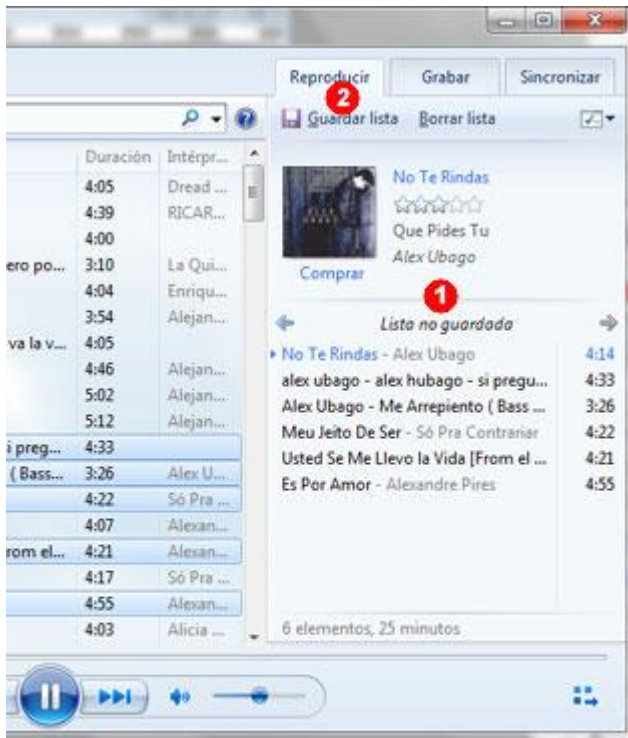 Reproducir Grabar Sincronizar
2
Guardar lista Borrar lista
Duración Intérpr...
4:05 Dread ...
4:39 RICAR...
4:00
ero po... 3:10 La Qui...
4:04 Enriqu...
3:54 Alejan...
va la v... 4:05
4:46 Alejan...
5:02 Alejan...
5:12 Alejan...
i preg... 4:33
( Bass... 3:26 Alex U...
4:22 Só Pra ...
4:07 Alexan...
rom el... 4:21 Alexan...
4:17 Só Pra ...
4:55 Alexan...
4:03 Alicia ...
No Te Rindas
Que Pides Tu
Alex Ubago
Comprar
1
Lista no guardada
No Te Rindas - Alex Ubago 4:14
alex ubago - alex hubago - si pregu... 4:33
Alex Ubago - Me Arrepiento ( Bass ... 3:26
Meu Jeito De Ser - Só Pra Contrariar 4:22
Usted Se Me Llevo la Vida [From el ... 4:21
Es Por Amor - Alexandre Pires 4:55
6 elementos, 25 minutos